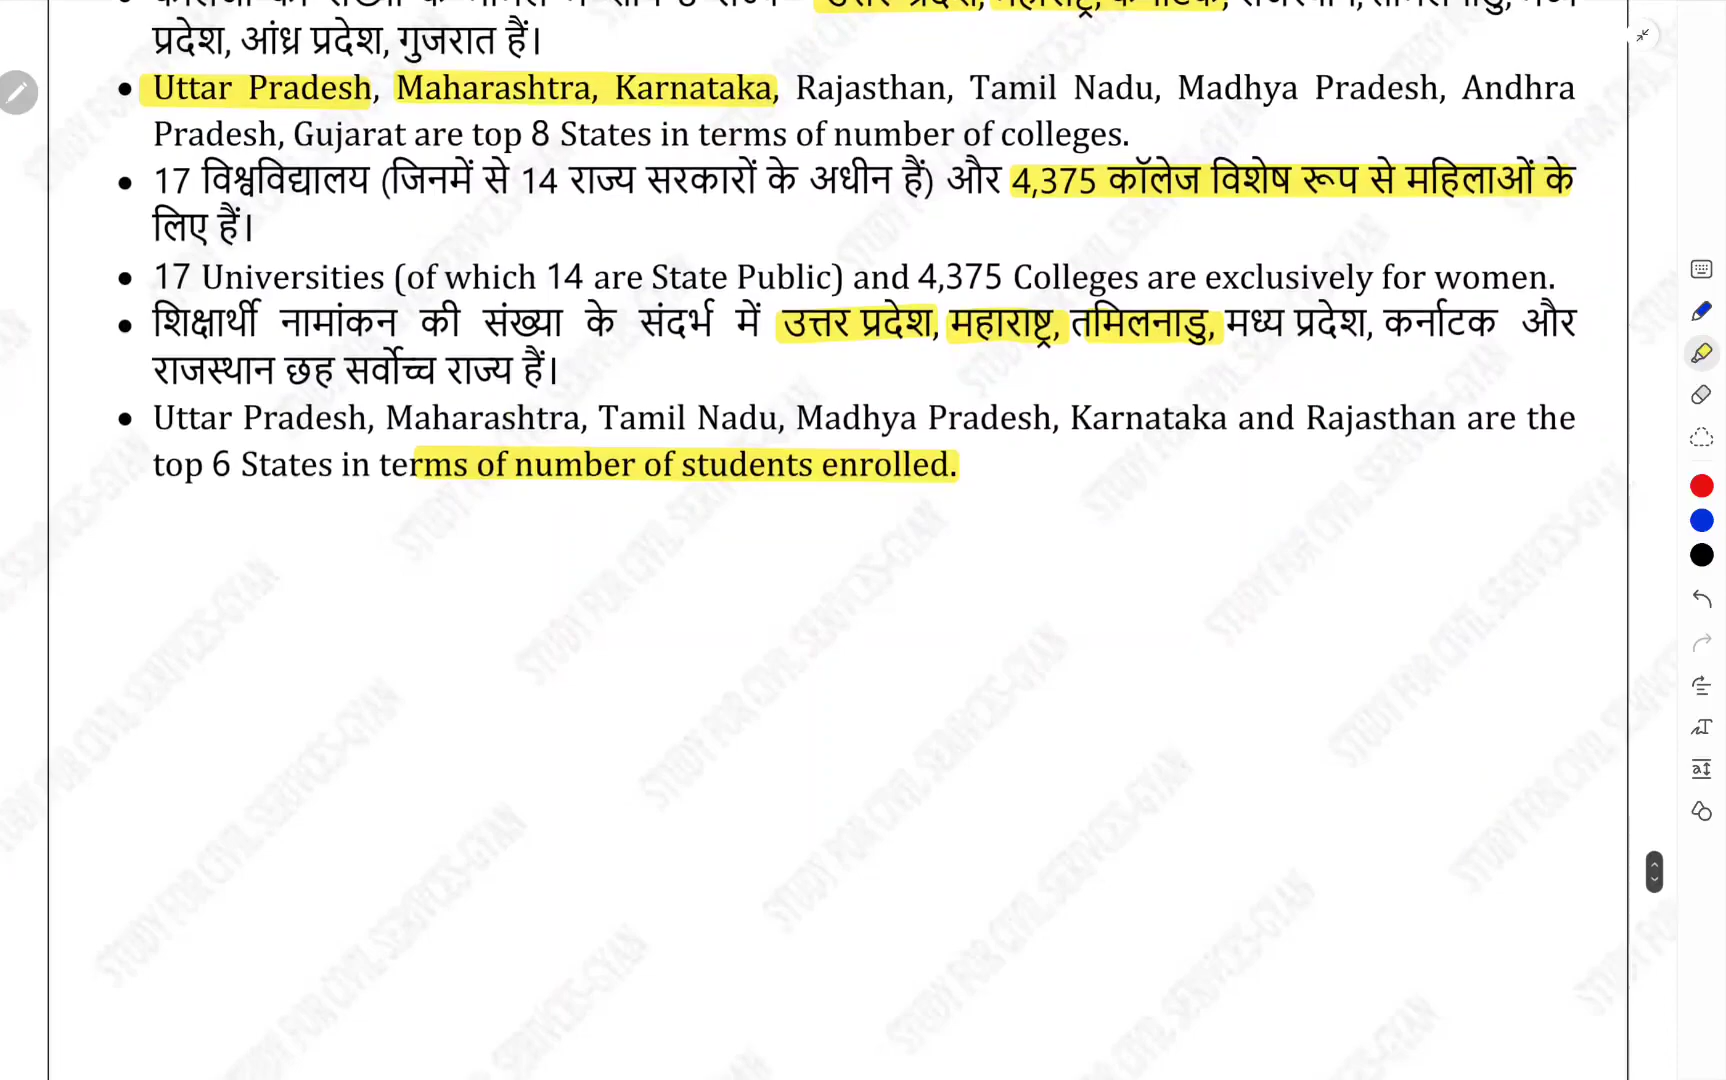 प्रदेश, आंध्र प्रदेश, गुजरात हैं।
• Uttar Pradesh, Maharashtra, Karnataka, Rajasthan, Tamil Nadu, Madhya Pradesh, Andhra
Pradesh, Gujarat are top 8 States in terms of number of colleges.
• 17 विश्वविद्यालय (जिनमें से 14 राज्य सरकारों के अधीन हैं) और 4,375 कॉलेज विशेष रूप से महिलाओं के
लिए हैं।
• 17 Universities (of which 14 are State Public) and 4,375 Colleges are exclusively for women.
• शिक्षार्थी नामांकन की संख्या के संदर्भ में उत्तर प्रदेश, महाराष्ट्र, तमिलनाडु, मध्य प्रदेश, कर्नाटक और
राजस्थान छह सर्वोच्च राज्य हैं।
• Uttar Pradesh, Maharashtra, Tamil Nadu, Madhya Pradesh, Karnataka and Rajasthan are the
top 6 States in terms of number of students enrolled.